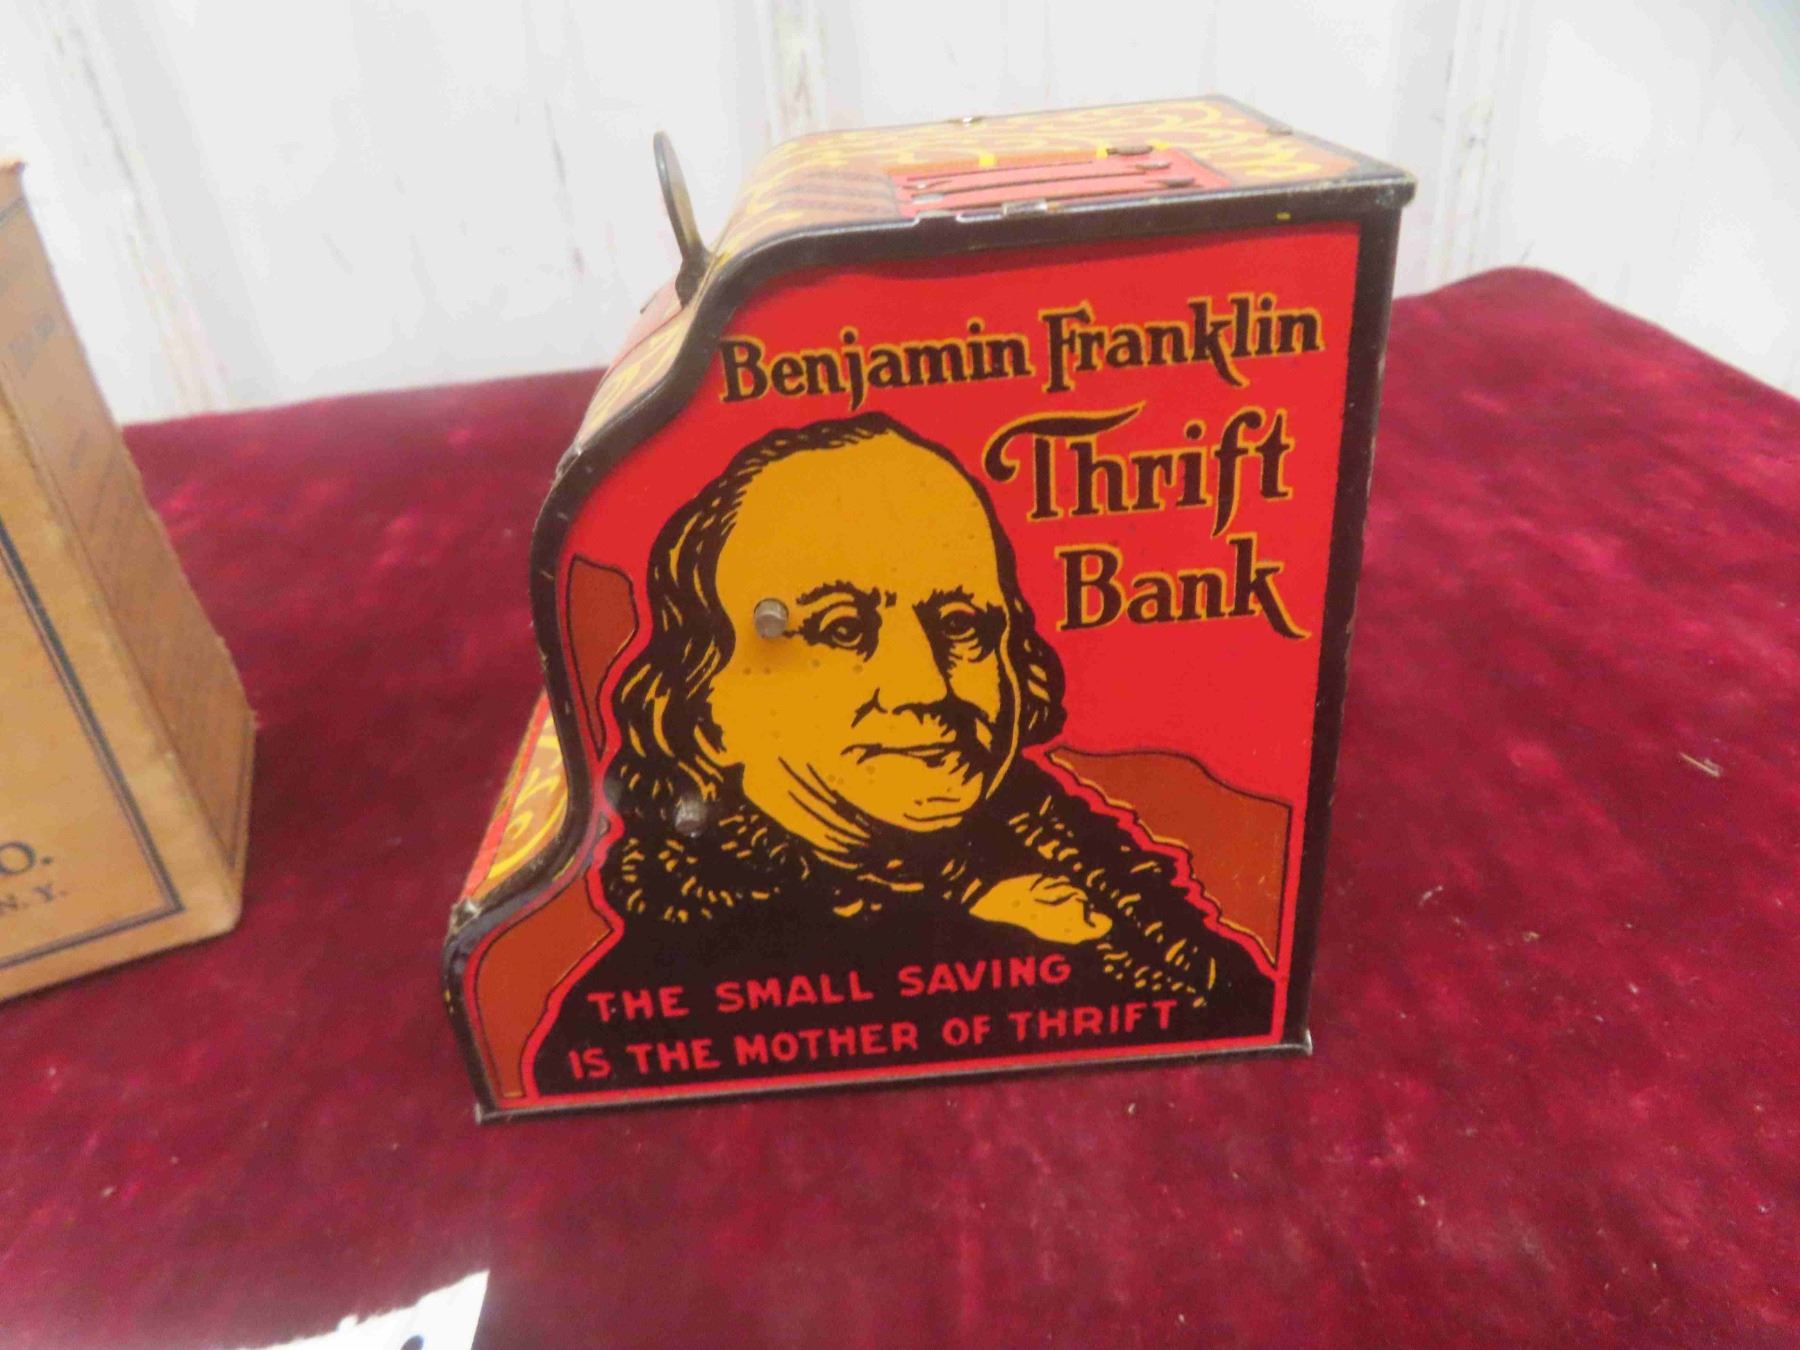 Benjamin Franklin
Thrift
Bank
THE SMALL SAVING
IS THE MOTHER OF THRIFT
O.
N.Y.